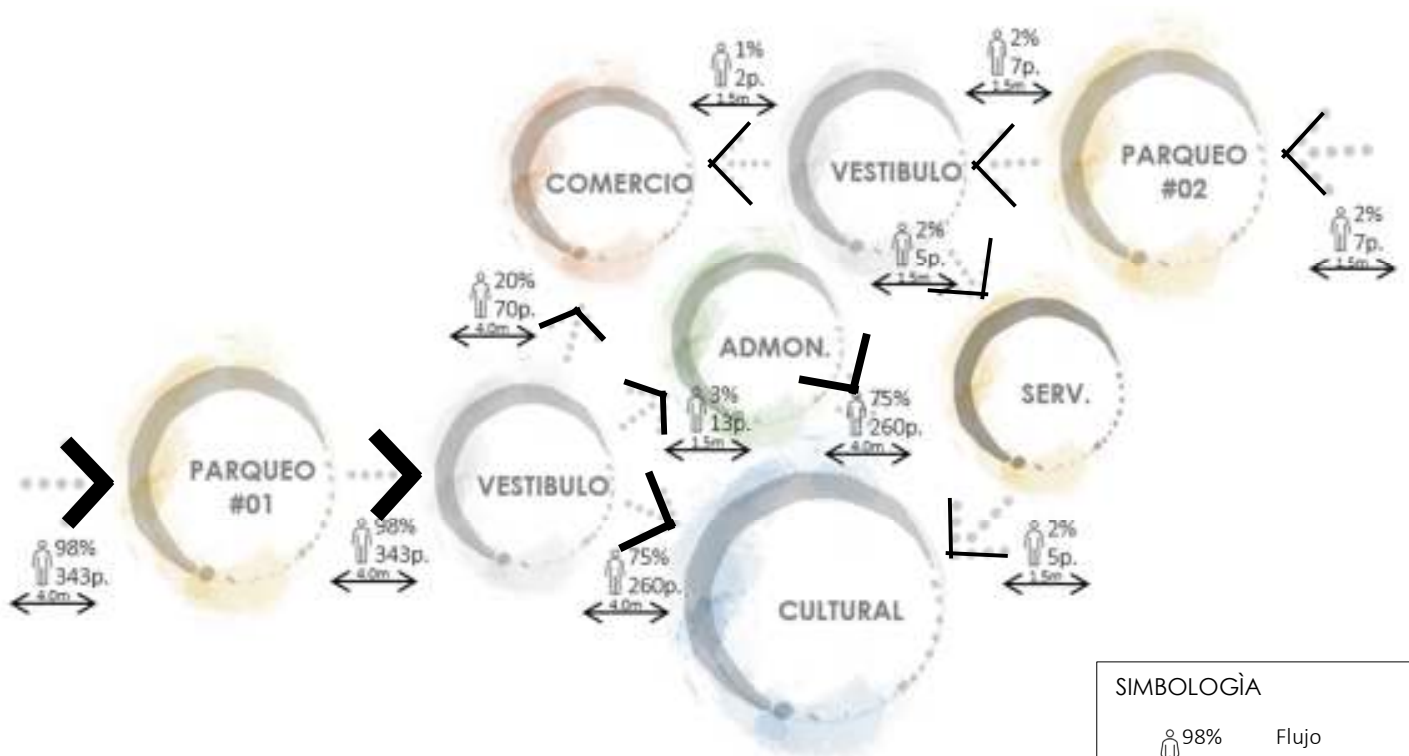 1%
2p.
1.5m
2%
7p.
1.5m
COMERCIO
VESTIBULO
PARQUEO
#02
2%
7p.
1.5m
2%
5p.
1.5m
20%
70p.
4.0m
ADMON.
SERV.
3%
13p.
1.5m
75%
260p.
4.0m
PARQUEO
#01
VESTIBULO
98%
343p.
4.0m
98%
343p.
4.0m
75%
260p.
4.0m
CULTURAL
2%
5p.
1.5m
SIMBOLOGÌA
98% Flujo